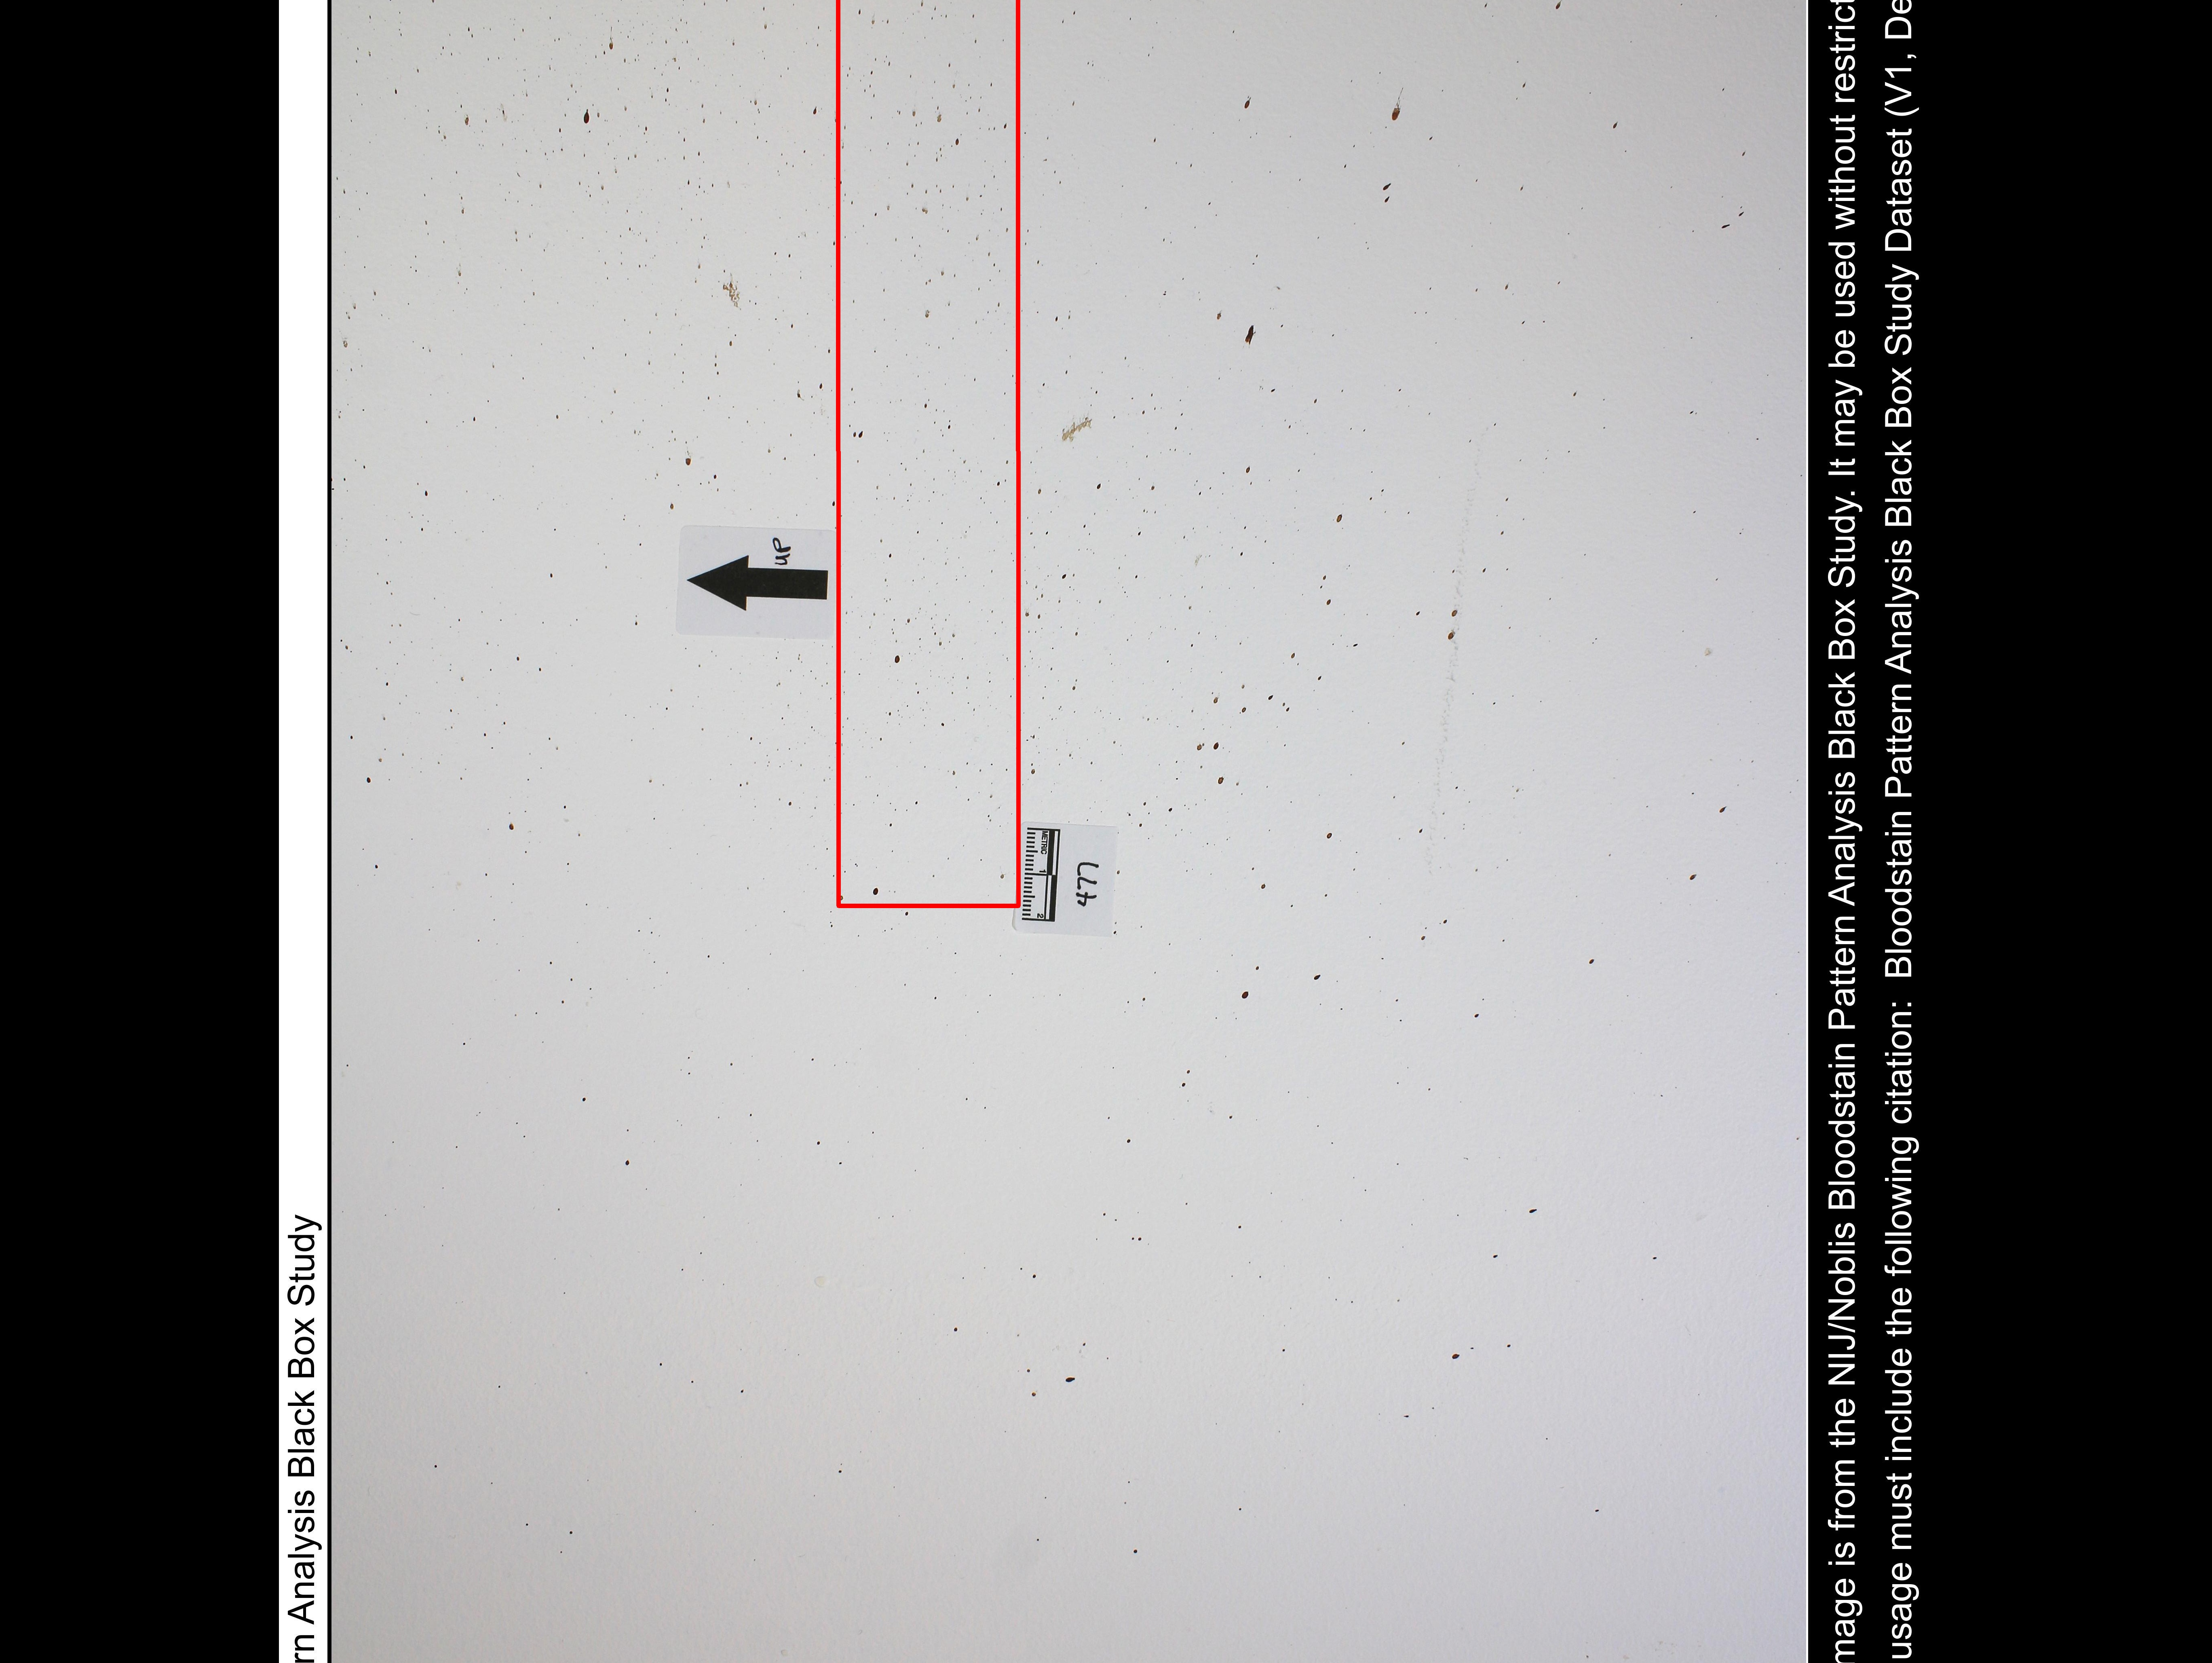 rn Analysis Black Box Study
UP
METRIC 1 2
mage is from the NIJ/Noblis Bloodstain Pattern Analysis Black Box Study. It may be used without restrict
usage must include the following citation: Bloodstain Pattern Analysis Black Box Study Dataset (V1, De